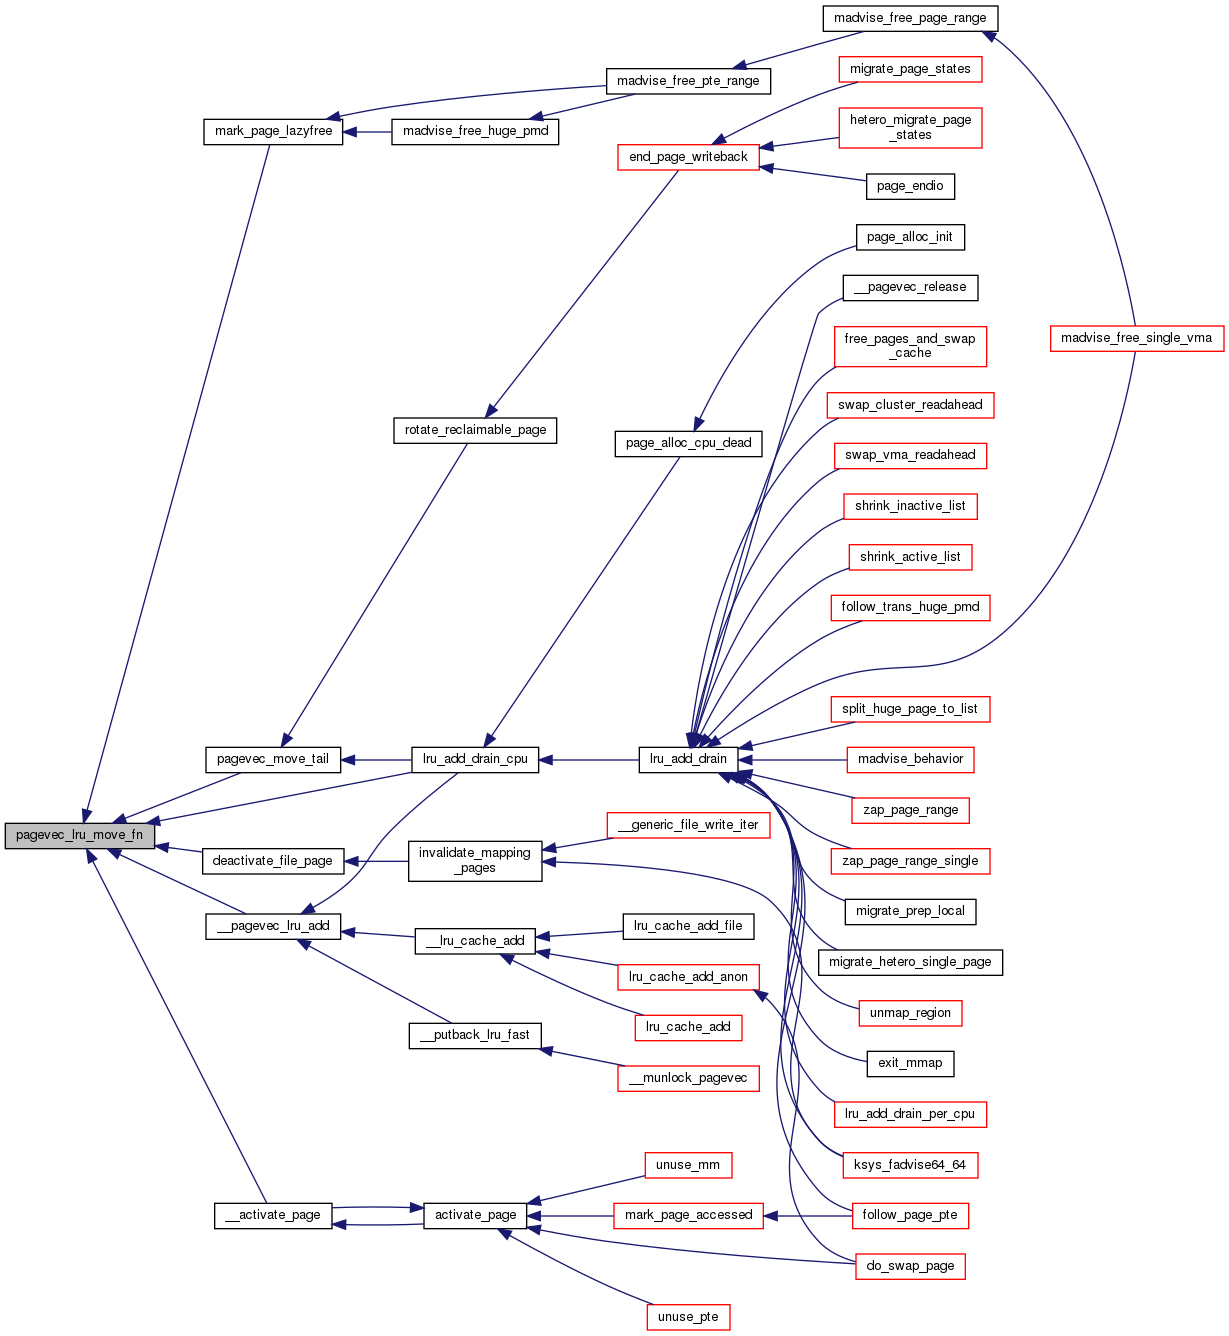 madvise_free_page_range
migrate_page_states
madvise_free_pte_range
hetero_migrate_page
_states
mark_page_lazyfree
madvise_free_huge_pmd
end_page_writeback
page_endio
page_alloc_init
__pagevec_release
free_pages_and_swap
_cache
madvise_free_single_vma
swap_cluster_readahead
rotate_reclaimable_page
page_alloc_cpu_dead
swap_vma_readahead
shrink_inactive_list
shrink_active_list
follow_trans_huge_pmd
split_huge_page_to_list
pagevec_move_tail
lru_add_drain_cpu
lru_add_drain
madvise_behavior
zap_page_range
pagevec_lru_move_fn
__generic_file_write_iter
deactivate_file_page
invalidate_mapping
_pages
zap_page_range_single
migrate_prep_local
__pagevec_lru_add
__lru_cache_add
lru_cache_add_file
migrate_hetero_single_page
lru_cache_add_anon
unmap_region
lru_cache_add
__putback_lru_fast
exit_mmap
__munlock_pagevec
lru_add_drain_per_cpu
unuse_mm
ksys_fadvise64_64
__activate_page
activate_page
mark_page_accessed
follow_page_pte
do_swap_page
unuse_pte